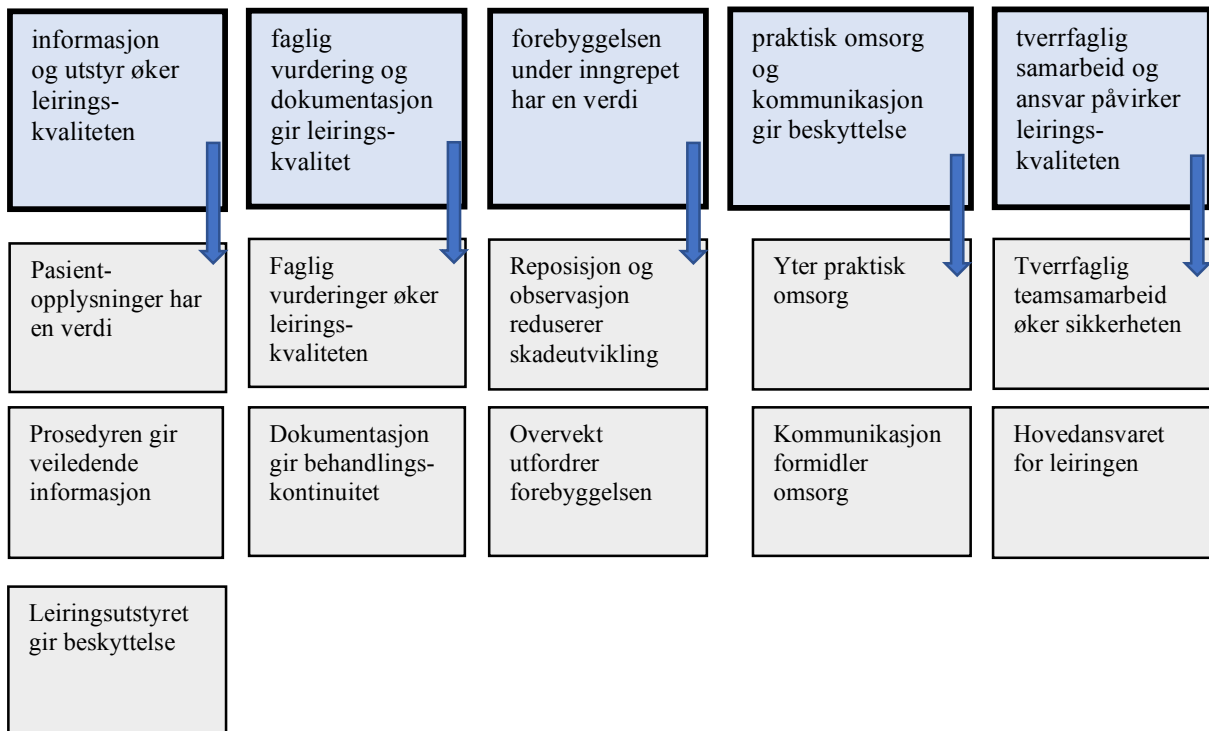 informasjon
og utstyr øker
leirings-
kvaliteten
faglig
vurdering og
dokumentasjon
gir leirings-
kvalitet
forebyggelsen
under inngrepet
har en verdi
praktisk omsorg
og
kommunikasjon
gir beskyttelse
tverrfaglig
samarbeid og
ansvar påvirker
leirings-
kvaliteten
Pasient-
opplysninger har
en verdi
Faglig
vurderinger øker
leirings-
kvaliteten
Reposisjon og
observasjon
reduserer
skadeutvikling
Yter praktisk
omsorg
Tverrfaglig
teamsamarbeid
øker sikkerheten
Prosedyren gir
veiledende
informasjon
Dokumentasjon
gir behandlings-
kontinuitet
Overvekt
utfordrer
forebyggelsen
Kommunikasjon
formidler
omsorg
Hovedansvaret
for leiringen
Leiringsutstyret
gir beskyttelse